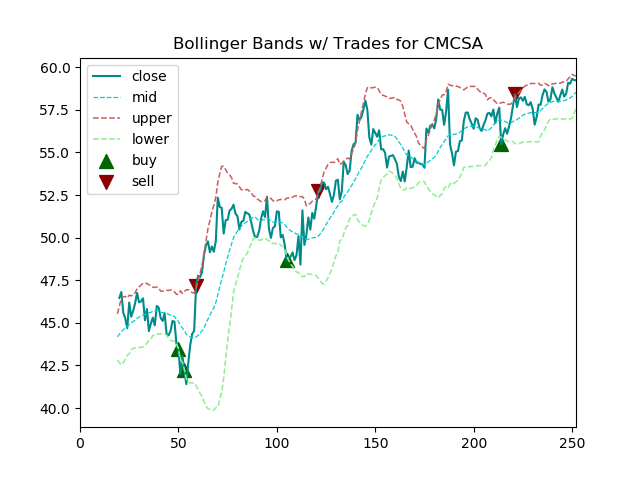 Bollinger Bands w/ Trades for CMCSA
60.0
57.5
55.0
52.5
50.0
47.5
45.0
42.5
40.0
close
mid
upper
lower
buy
sell
0 50 100 150 200 250